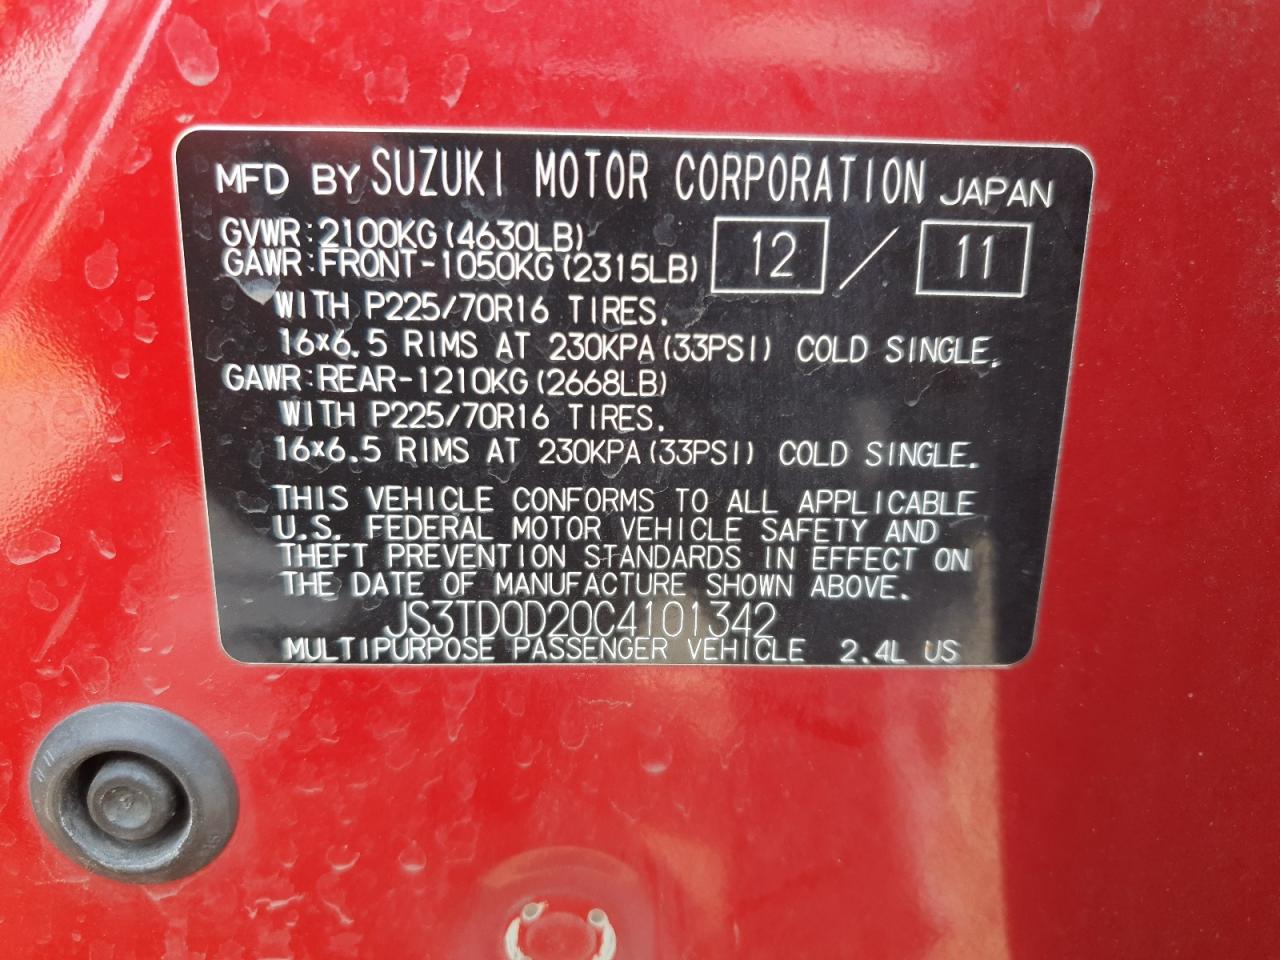 MFD BY SUZUKI MOTOR CORPORATION JAPAN
GVWR:2100KG(4630LB) 12 / 11
GAWR:FRONT-1050KG(2315LB)
WITH P225/70R16 TIRES.
16×6.5 RIMS AT 230KPA(33PSI) COLD SINGLE.
GAWR:REAR-1210KG(2668LB)
WITH P225/70R16 TIRES.
16×6.5 RIMS AT 230KPA(33PSI) COLD SINGLE.
THIS VEHICLE CONFORMS TO ALL APPLICABLE
U.S. FEDERAL MOTOR VEHICLE SAFETY AND
THEFT PREVENTION STANDARDS IN EFFECT ON
THE DATE OF MANUFACTURE SHOWN ABOVE.
JS3TD0D20C4101342
MULTIPURPOSE PASSENGER VEHICLE 2.4L US